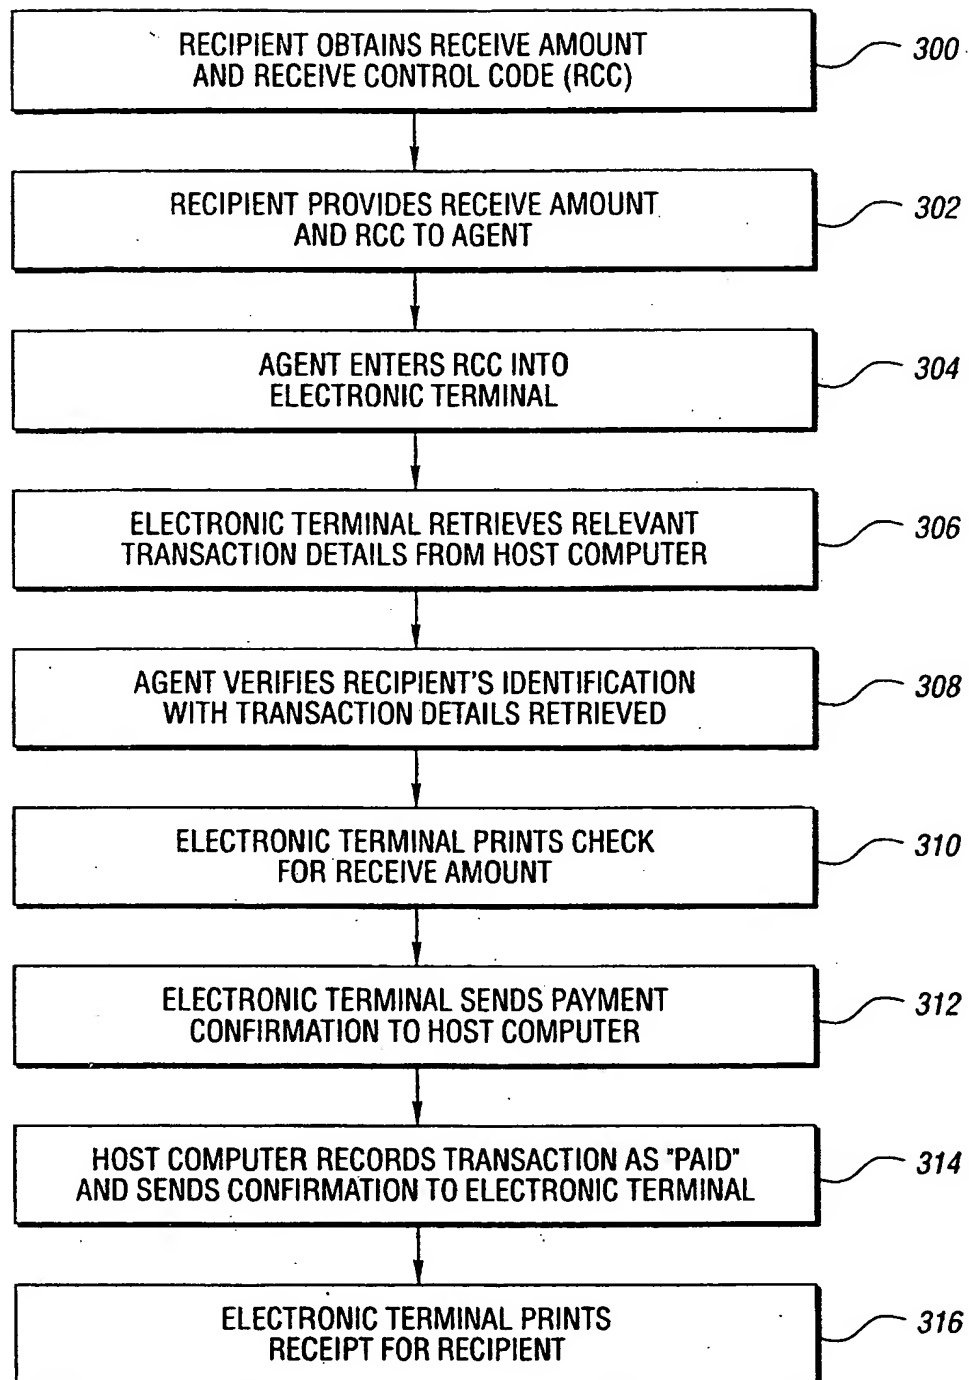 RECIPIENT OBTAINS RECEIVE AMOUNT
AND RECEIVE CONTROL CODE (RCC)
300
RECIPIENT PROVIDES RECEIVE AMOUNT
AND RCC TO AGENT
302
AGENT ENTERS RCC INTO
ELECTRONIC TERMINAL
304
ELECTRONIC TERMINAL RETRIEVES RELEVANT
TRANSACTION DETAILS FROM HOST COMPUTER
306
AGENT VERIFIES RECIPIENT'S IDENTIFICATION
WITH TRANSACTION DETAILS RETRIEVED
308
ELECTRONIC TERMINAL PRINTS CHECK
FOR RECEIVE AMOUNT
310
ELECTRONIC TERMINAL SENDS PAYMENT
CONFIRMATION TO HOST COMPUTER
312
HOST COMPUTER RECORDS TRANSACTION AS "PAID"
AND SENDS CONFIRMATION TO ELECTRONIC TERMINAL
314
ELECTRONIC TERMINAL PRINTS
RECEIPT FOR RECIPIENT
316